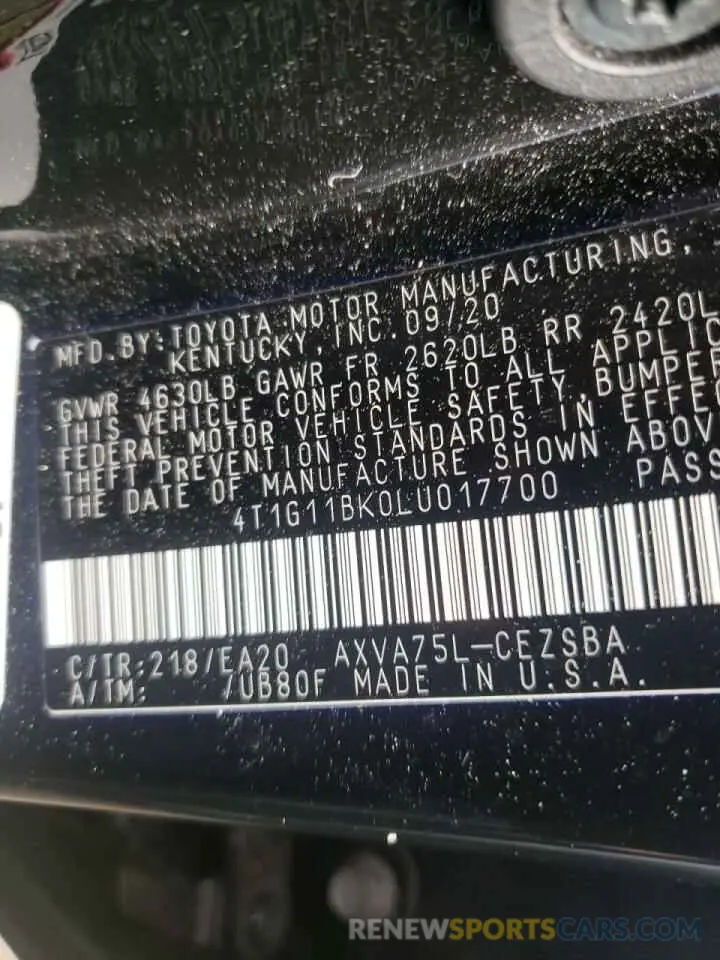 MFD.BY:TOYOTA MOTOR MANUFACTURING,
KENTUCKY, INC. 09/20
GVWR 4630LB GAWR FR 2620LB RR 2420L
THIS VEHICLE CONFORMS TO ALL APPLIC
FEDERAL MOTOR VEHICLE SAFETY,BUMPER
THEFT PREVENTION STANDARDS IN EFFE
THE DATE OF MANUFACTURE SHOWN ABOV
4T1G11BK0LU017700 PASS
C/TR:218/EA20 AXVA75L-CEZSBA
A/TM: /UB80F MADE IN U.S.A.
RENEWSPORTSCARS.COM